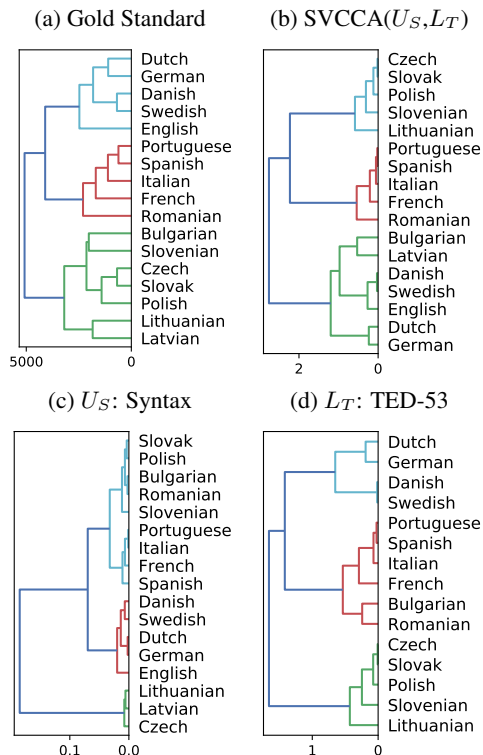 (a) Gold Standard
Dutch
German
Danish
Swedish
English
Portuguese
Spanish
Italian
French
Romanian
Bulgarian
Slovenian
Czech
Slovak
Polish
Lithuanian
Latvian
5000 0
(b) SVCCA(U_S,L_T)
Czech
Slovak
Polish
Slovenian
Lithuanian
Portuguese
Spanish
Italian
French
Romanian
Bulgarian
Latvian
Danish
Swedish
English
Dutch
German
2 0
(c) U_S: Syntax
Slovak
Polish
Bulgarian
Romanian
Slovenian
Portuguese
Italian
French
Spanish
Danish
Swedish
Dutch
German
English
Lithuanian
Latvian
Czech
0.1 0.0
(d) L_T: TED-53
Dutch
German
Danish
Swedish
Portuguese
Spanish
Italian
French
Bulgarian
Romanian
Czech
Slovak
Polish
Slovenian
Lithuanian
1 0